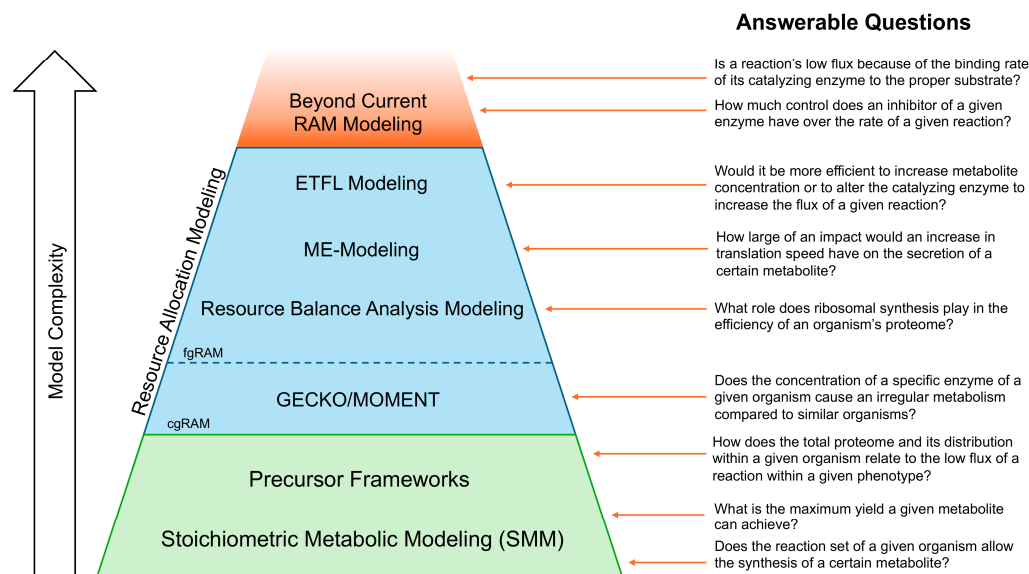 Answerable Questions
Is a reaction's low flux because of the binding rate
of its catalyzing enzyme to the proper substrate?
How much control does an inhibitor of a given
enzyme have over the rate of a given reaction?
Beyond Current
RAM Modeling
Would it be more efficient to increase metabolite
concentration or to alter the catalyzing enzyme to
increase the flux of a given reaction?
ETFL Modeling
How large of an impact would an increase in
translation speed have on the secretion of a
certain metabolite?
ME-Modeling
Resource Allocation Modeling
Model Complexity
Resource Balance Analysis Modeling
What role does ribosomal synthesis play in the
efficiency of an organism's proteome?
fgRAM
GECKO/MOMENT
Does the concentration of a specific enzyme of a
given organism cause an irregular metabolism
compared to similar organisms?
cgRAM
How does the total proteome and its distribution
within a given organism relate to the low flux of a
reaction within a given phenotype?
Precursor Frameworks
What is the maximum yield a given metabolite
can achieve?
Stoichiometric Metabolic Modeling (SMM)
Does the reaction set of a given organism allow
the synthesis of a certain metabolite?